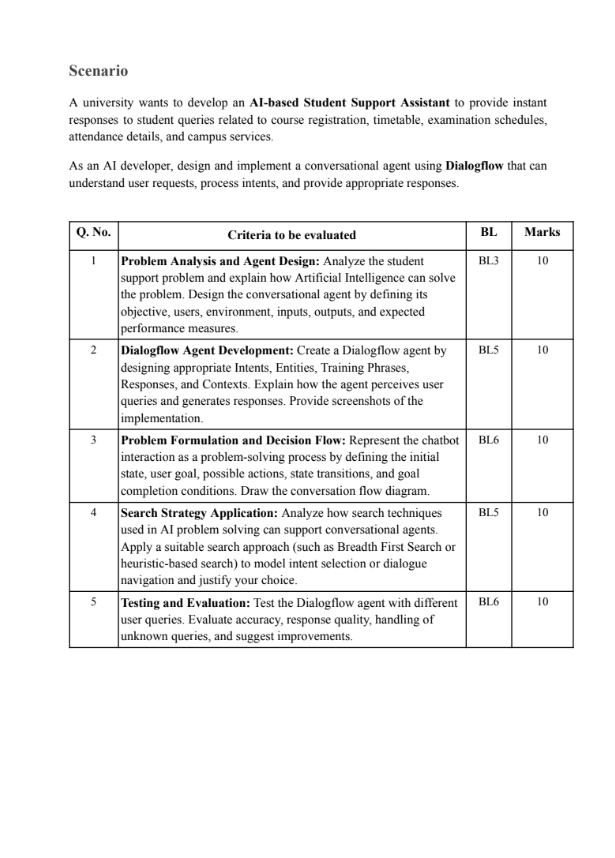 Scenario
A university wants to develop an AI-based Student Support Assistant to provide instant
responses to student queries related to course registration, timetable, examination schedules,
attendance details, and campus services.
As an AI developer, design and implement a conversational agent using Dialogflow that can
understand user requests, process intents, and provide appropriate responses.
Q. No. Criteria to be evaluated BL Marks
1 Problem Analysis and Agent Design: Analyze the student BL3 10
support problem and explain how Artificial Intelligence can solve
the problem. Design the conversational agent by defining its
objective, users, environment, inputs, outputs, and expected
performance measures.
2 Dialogflow Agent Development: Create a Dialogflow agent by BL5 10
designing appropriate Intents, Entities, Training Phrases,
Responses, and Contexts. Explain how the agent perceives user
queries and generates responses. Provide screenshots of the
implementation.
3 Problem Formulation and Decision Flow: Represent the chatbot BL6 10
interaction as a problem-solving process by defining the initial
state, user goal, possible actions, state transitions, and goal
completion conditions. Draw the conversation flow diagram.
4 Search Strategy Application: Analyze how search techniques BL5 10
used in AI problem solving can support conversational agents.
Apply a suitable search approach (such as Breadth First Search or
heuristic-based search) to model intent selection or dialogue
navigation and justify your choice.
5 Testing and Evaluation: Test the Dialogflow agent with different BL6 10
user queries. Evaluate accuracy, response quality, handling of
unknown queries, and suggest improvements.